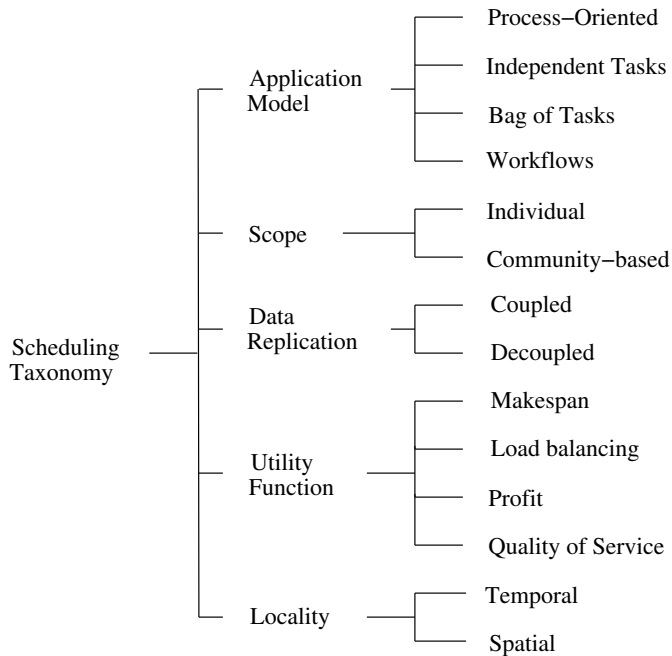 Scheduling
Taxonomy
Application
Model
Process−Oriented
Independent Tasks
Bag of Tasks
Workflows
Scope
Individual
Community−based
Data
Replication
Coupled
Decoupled
Utility
Function
Makespan
Load balancing
Profit
Quality of Service
Locality
Temporal
Spatial